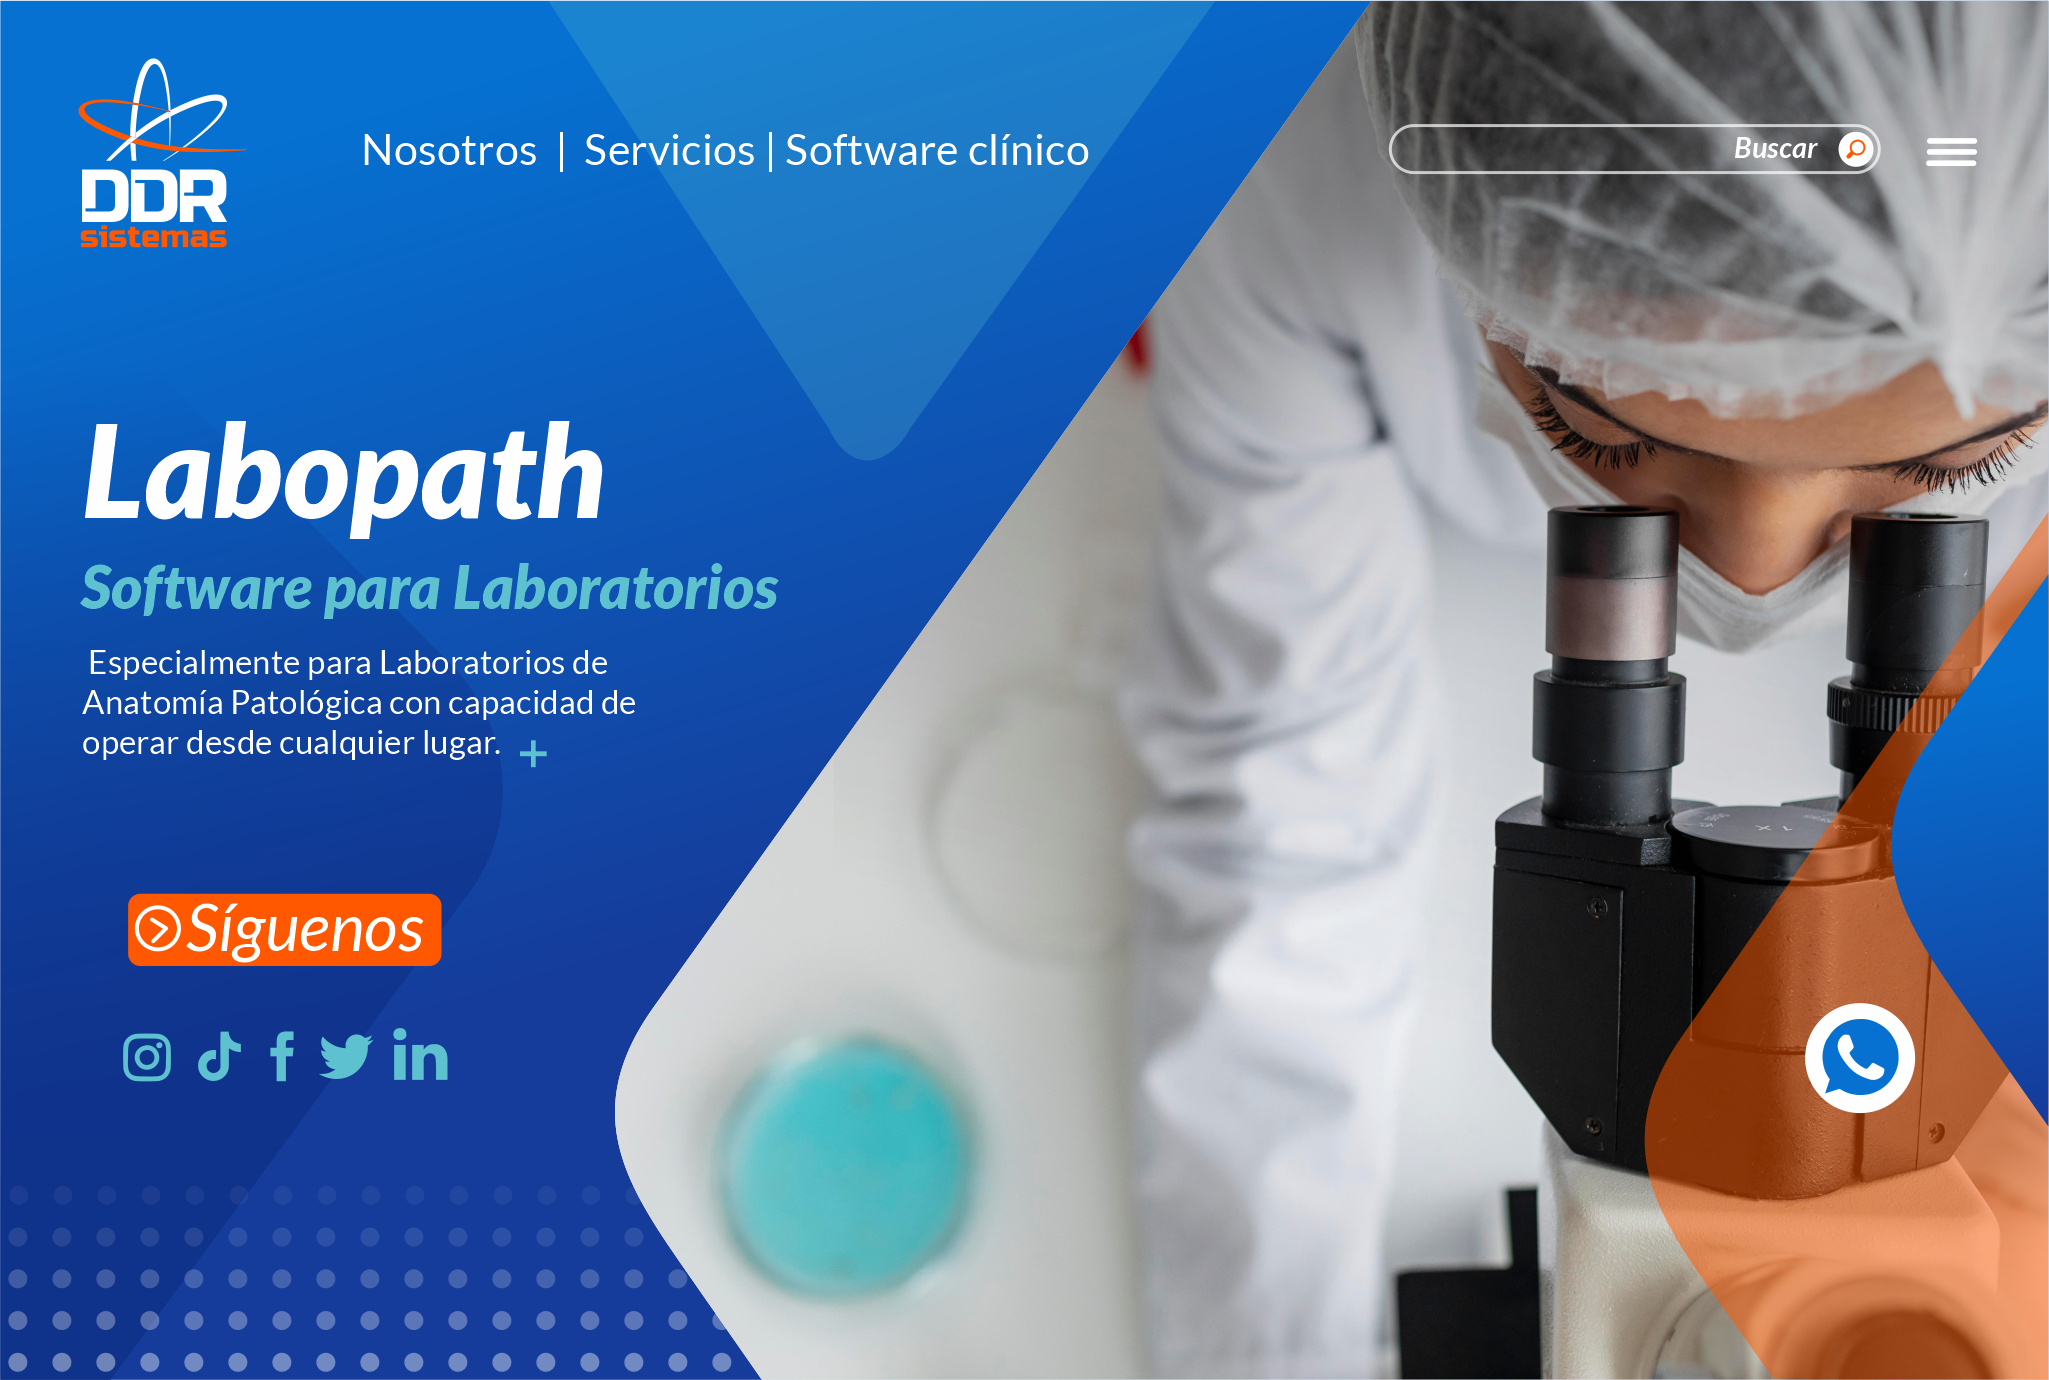 DDR
sistemas
Nosotros | Servicios | Software clínico
Buscar
Labopath
Software para Laboratorios
Especialmente para Laboratorios de
Anatomía Patológica con capacidad de
operar desde cualquier lugar. +
Síguenos